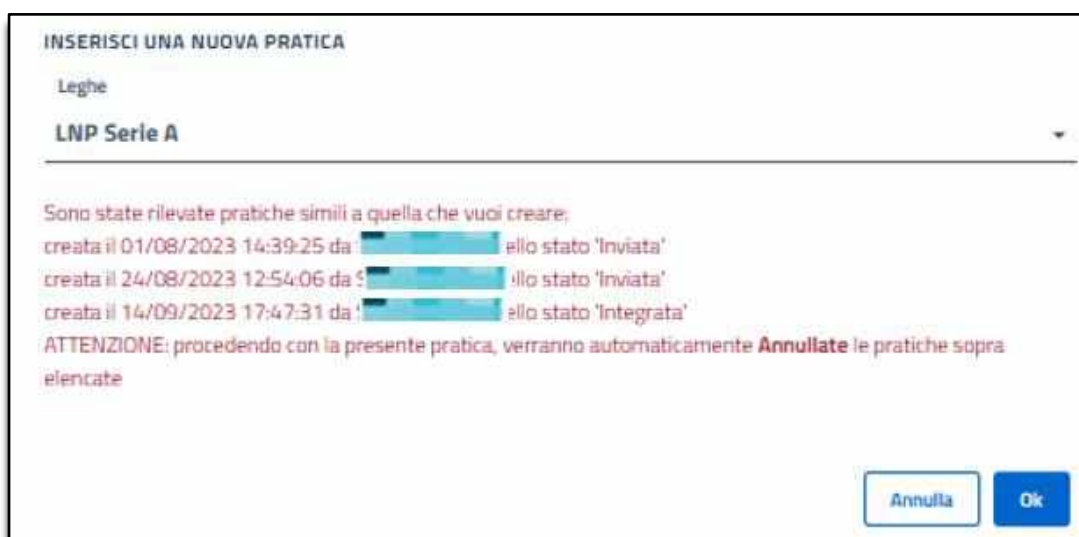 INSERISCI UNA NUOVA PRATICA
Leghe
LNP Serie A
Sono state rilevate pratiche simili a quella che vuoi creare:
creata il 01/08/2023 14:39:25 da ello stato 'Inviata'
creata il 24/08/2023 12:54:06 da S llo stato 'Inviata'
creata il 14/09/2023 17:47:31 da ello stato 'Integrata'
ATTENZIONE: procedendo con la presente pratica, verranno automaticamente Annullate le pratiche sopra
elencate
Annulla Ok